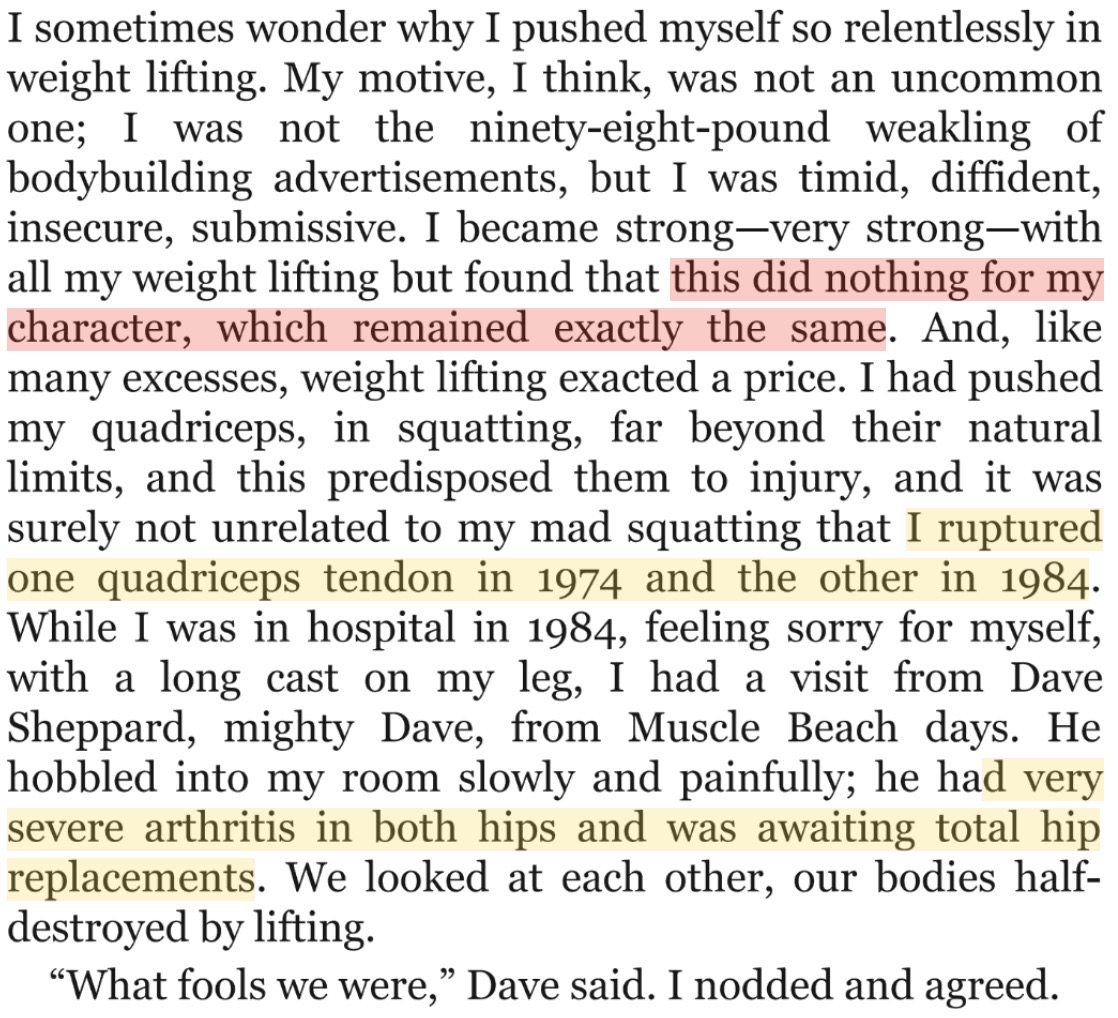 I sometimes wonder why I pushed myself so relentlessly in
weight lifting. My motive, I think, was not an uncommon
one; I was not the ninety-eight-pound weakling of
bodybuilding advertisements, but I was timid, diffident,
insecure, submissive. I became strong—very strong—with
all my weight lifting but found that this did nothing for my
character, which remained exactly the same. And, like
many excesses, weight lifting exacted a price. I had pushed
my quadriceps, in squatting, far beyond their natural
limits, and this predisposed them to injury, and it was
surely not unrelated to my mad squatting that I ruptured
one quadriceps tendon in 1974 and the other in 1984.
While I was in hospital in 1984, feeling sorry for myself,
with a long cast on my leg, I had a visit from Dave
Sheppard, mighty Dave, from Muscle Beach days. He
hobbled into my room slowly and painfully; he had very
severe arthritis in both hips and was awaiting total hip
replacements. We looked at each other, our bodies half-
destroyed by lifting.
“What fools we were,” Dave said. I nodded and agreed.